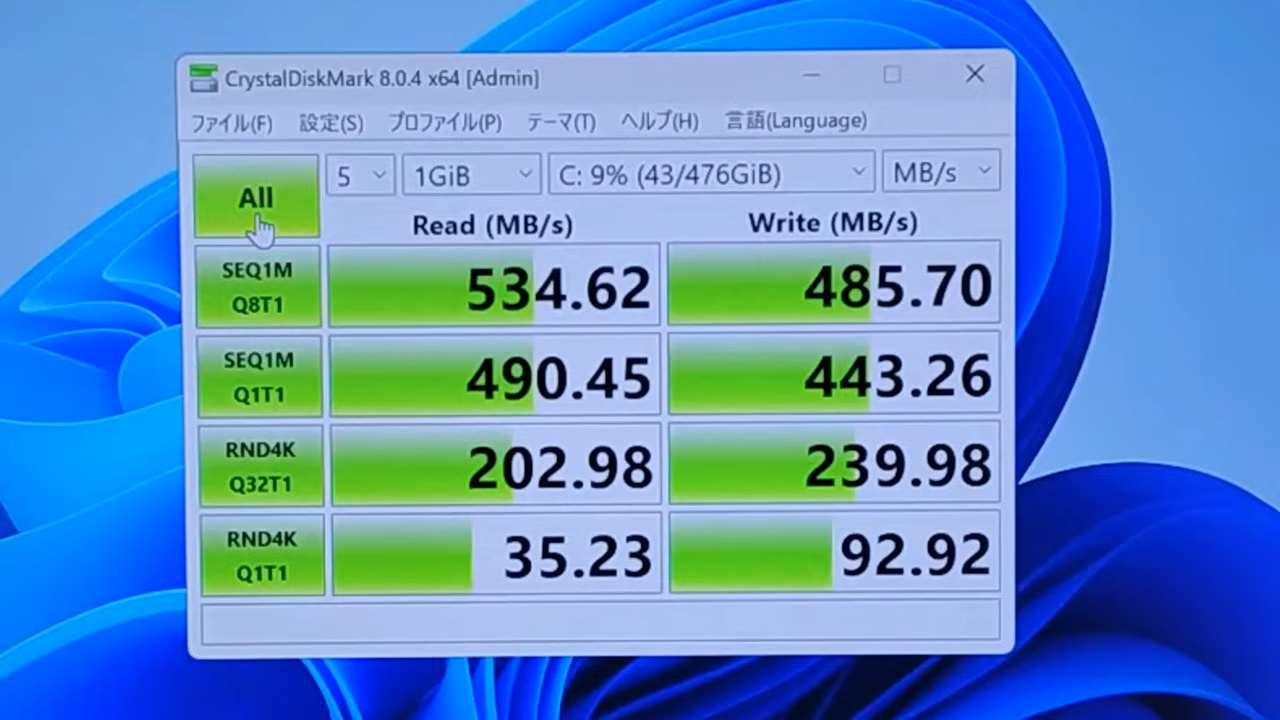 CrystalDiskMark 8.0.4 x64 [Admin]
ファイル(F) 設定(S) プロファイル(P) テーマ(T) ヘルプ(H) 言語(Language)
All 5 1GiB C: 9% (43/476GiB) MB/s
Read (MB/s) Write (MB/s)
SEQ1M
Q8T1
534.62 485.70
SEQ1M
Q1T1
490.45 443.26
RND4K
Q32T1
202.98 239.98
RND4K
Q1T1
35.23 92.92